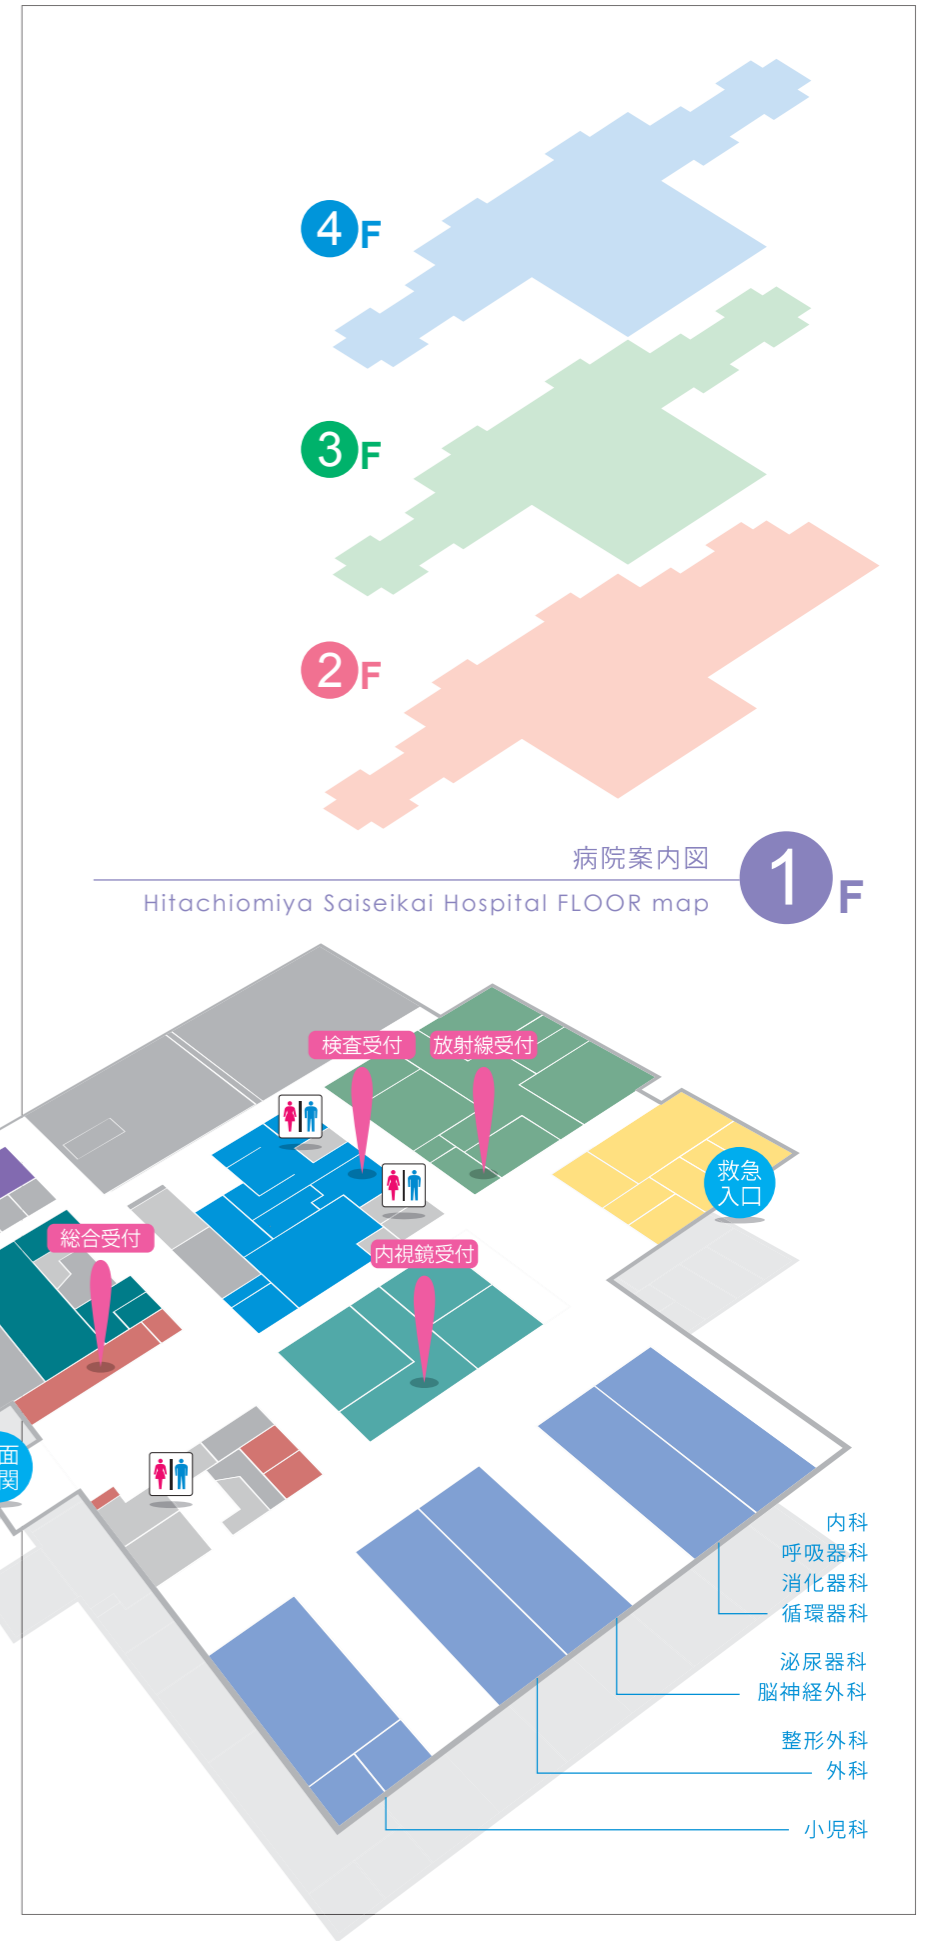 4F
3F
2F
病院案内図
1F
Hitachiomiya Saiseikai Hospital FLOOR map
検査受付
放射線受付
救急
入口
総合受付
内視鏡受付
面
関
内科
呼吸器科
消化器科
循環器科
泌尿器科
脳神経外科
整形外科
外科
小児科